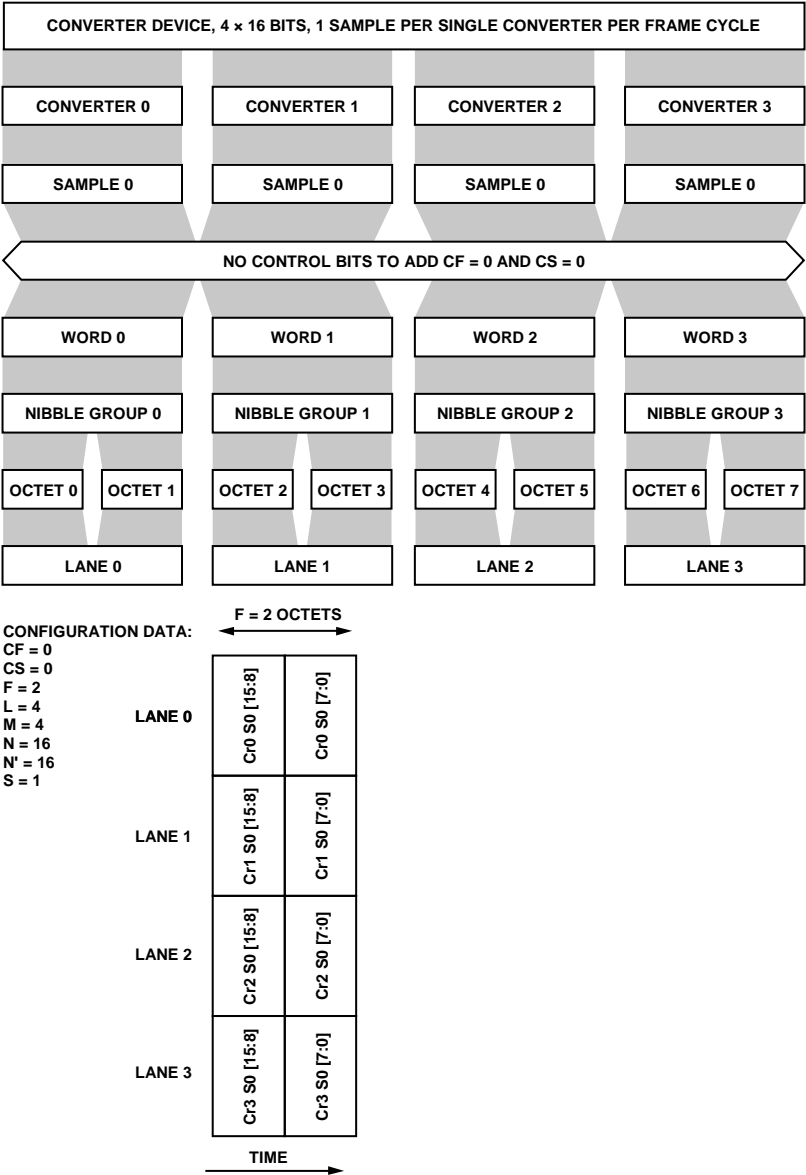 CONVERTER DEVICE, 4 × 16 BITS, 1 SAMPLE PER SINGLE CONVERTER PER FRAME CYCLE
CONVERTER 0 CONVERTER 1 CONVERTER 2 CONVERTER 3
SAMPLE 0 SAMPLE 0 SAMPLE 0 SAMPLE 0
NO CONTROL BITS TO ADD CF = 0 AND CS = 0
WORD 0 WORD 1 WORD 2 WORD 3
NIBBLE GROUP 0 NIBBLE GROUP 1 NIBBLE GROUP 2 NIBBLE GROUP 3
OCTET 0 OCTET 1 OCTET 2 OCTET 3 OCTET 4 OCTET 5 OCTET 6 OCTET 7
LANE 0 LANE 1 LANE 2 LANE 3
CONFIGURATION DATA:
CF = 0
CS = 0
F = 2
L = 4
M = 4
N = 16
N' = 16
S = 1
F = 2 OCTETS
LANE 0 Cr0 S0 [15:8] Cr0 S0 [7:0]
LANE 1 Cr1 S0 [15:8] Cr1 S0 [7:0]
LANE 2 Cr2 S0 [15:8] Cr2 S0 [7:0]
LANE 3 Cr3 S0 [15:8] Cr3 S0 [7:0]
TIME